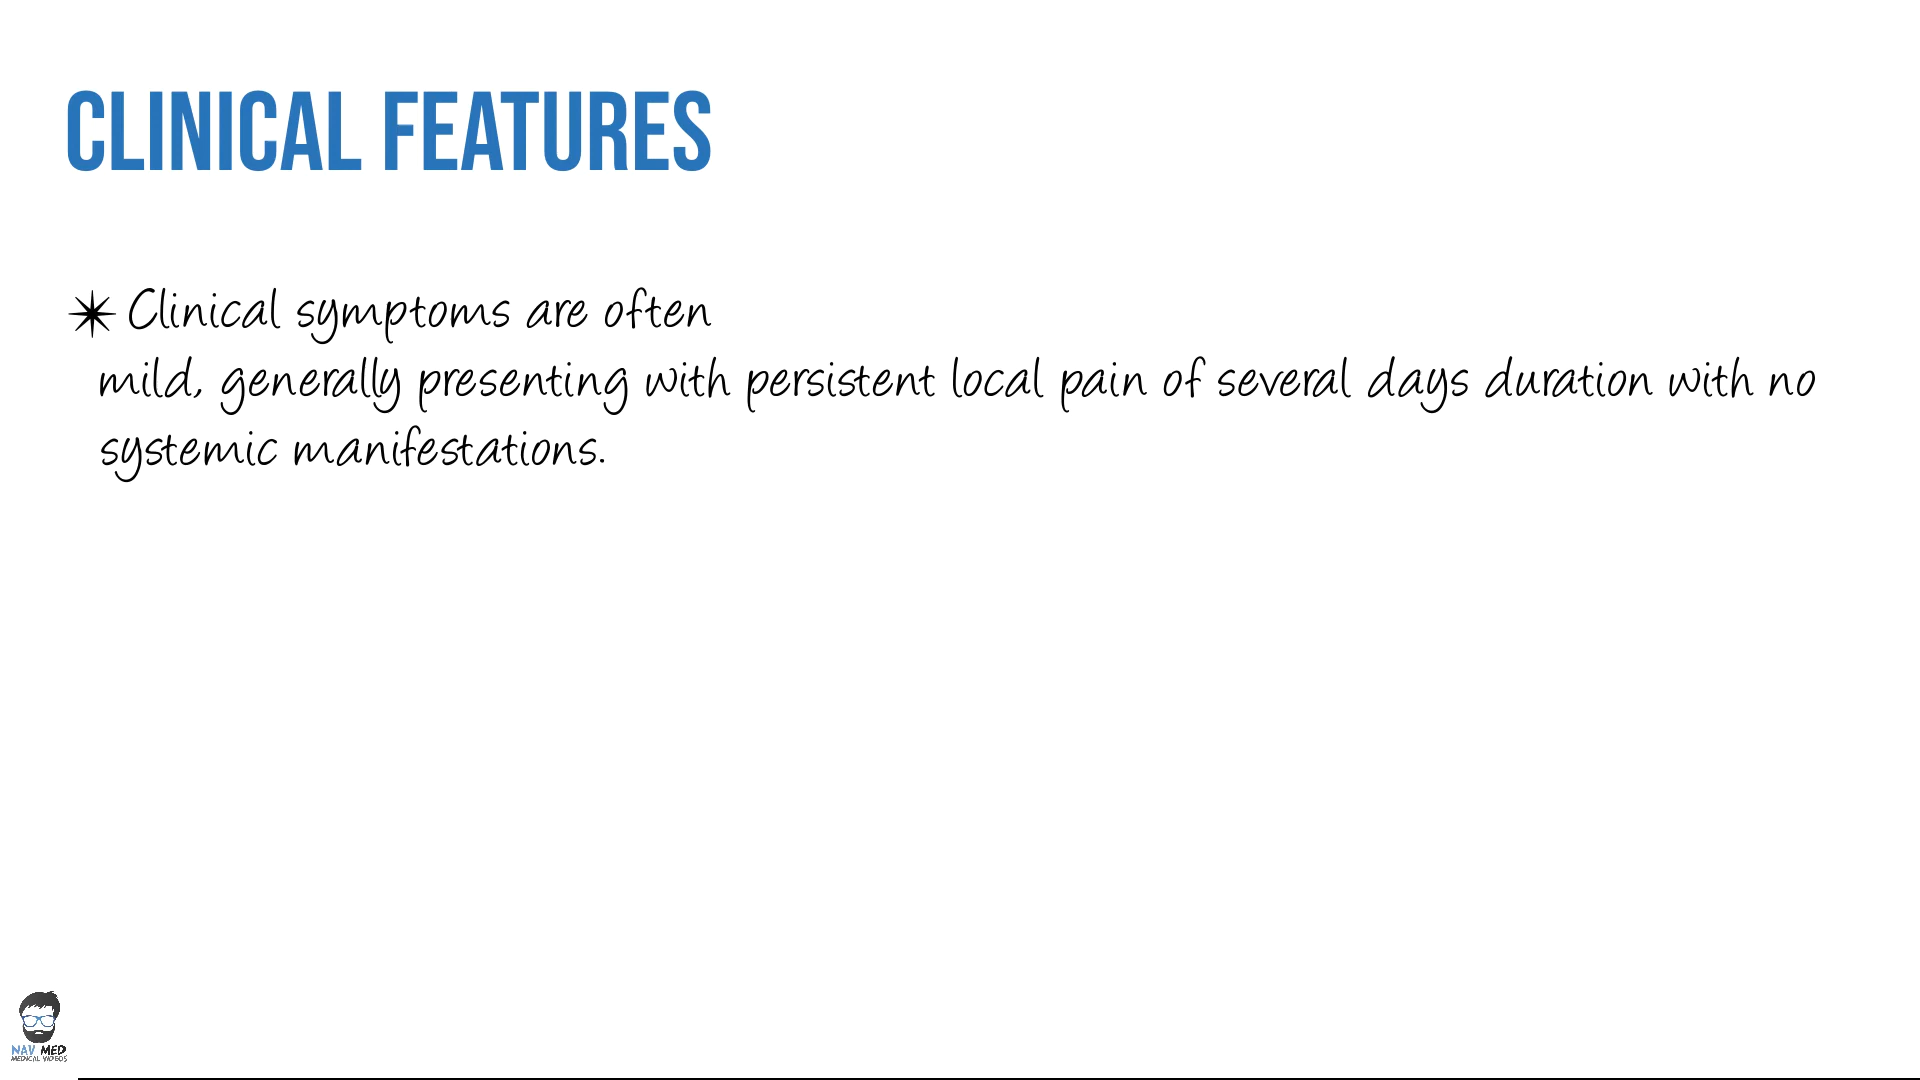 CLINICAL FEATURES
Clinical symptoms are often
mild, generally presenting with persistent local pain of several days duration with no
systemic manifestations.
NAV MED
MEDICAL VIDEOS